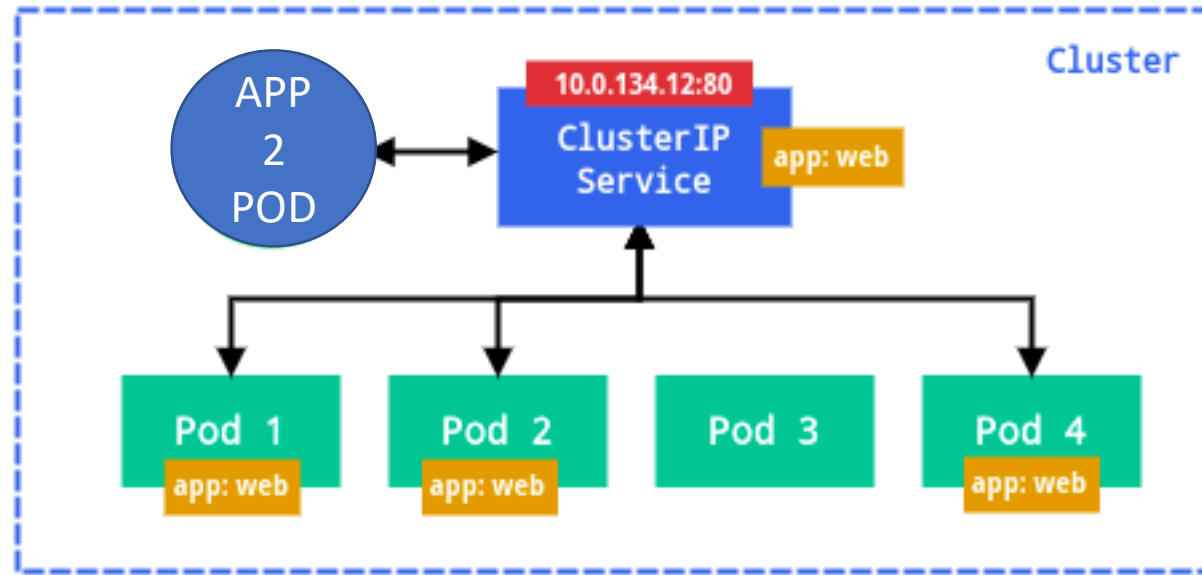 Cluster
APP
2
POD
10.0.134.12:80
ClusterIP
Service
app: web
Pod 1
app: web
Pod 2
app: web
Pod 3
Pod 4
app: web